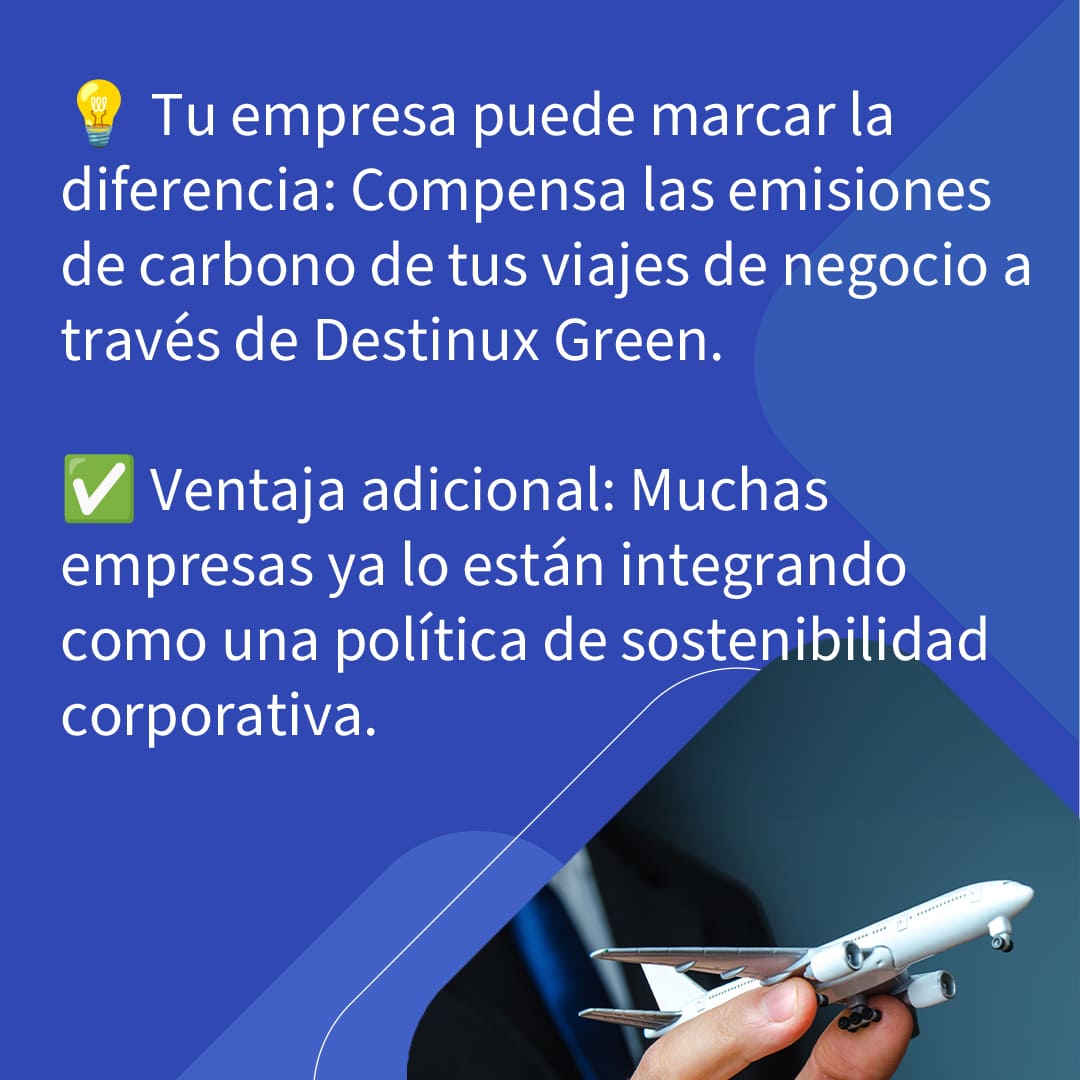 💡 Tu empresa puede marcar la
diferencia: Compensa las emisiones
de carbono de tus viajes de negocio a
través de Destinux Green.
✅ Ventaja adicional: Muchas
empresas ya lo están integrando
como una política de sostenibilidad
corporativa.